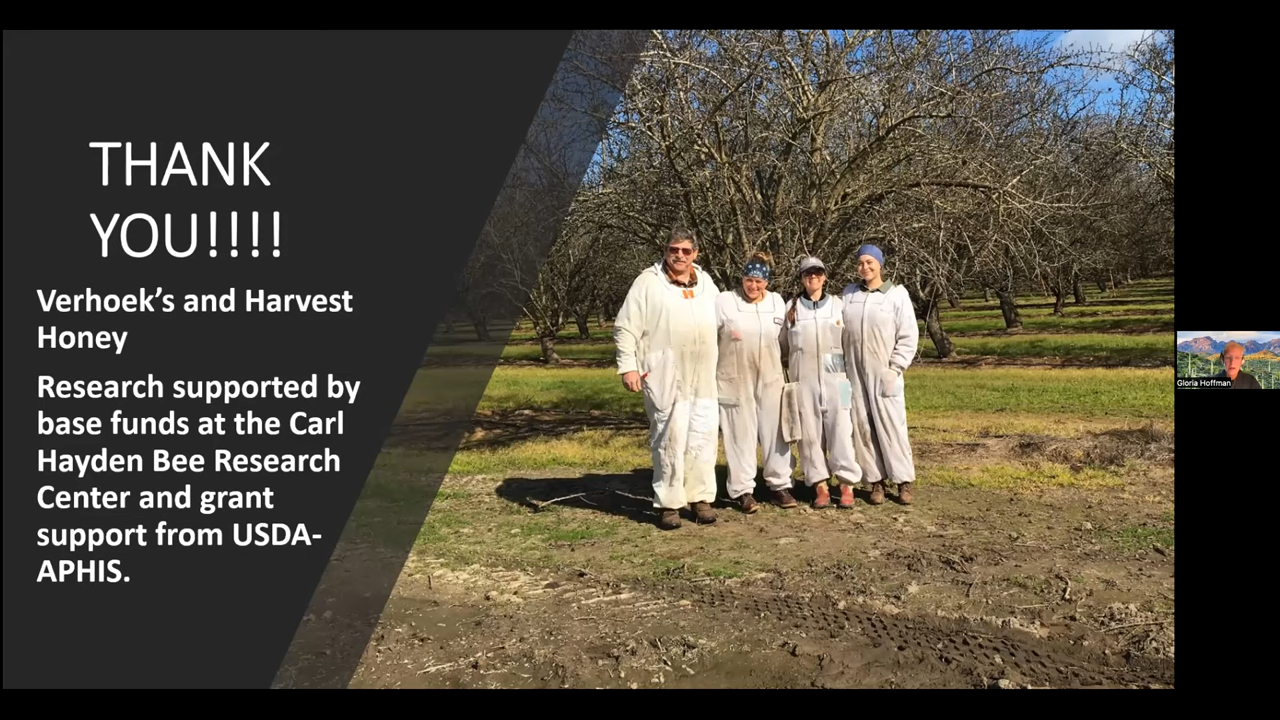 THANK
YOU!!!!
Verhoek’s and Harvest
Honey
Research supported by
base funds at the Carl
Hayden Bee Research
Center and grant
support from USDA-
APHIS.
Gloria Hoffman